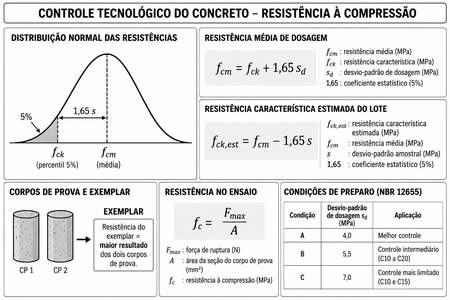 CONTROLE TECNOLÓGICO DO CONCRETO – RESISTÊNCIA À COMPRESSÃO
DISTRIBUIÇÃO NORMAL DAS RESISTÊNCIAS
5%
1,65 s
fck
(percentil 5%)
fcm
(média)
RESISTÊNCIA MÉDIA DE DOSAGEM
fcm = fck + 1,65 sd
fcm : resistência média (MPa)
fck : resistência característica (MPa)
sd : desvio-padrão de dosagem (MPa)
1,65 : coeficiente estatístico (5%)
RESISTÊNCIA CARACTERÍSTICA ESTIMADA DO LOTE
fck,est = fcm − 1,65 s
fck,est : resistência característica
estimada (MPa)
fcm : resistência média (MPa)
s : desvio-padrão amostral (MPa)
1,65 : coeficiente estatístico (5%)
CORPOS DE PROVA E EXEMPLAR
CP 1
CP 2
EXEMPLAR
Resistência do
exemplar =
maior resultado
dos dois corpos
de prova.
RESISTÊNCIA NO ENSAIO
fc = Fmax / A
Fmax : força de ruptura (N)
A : área da seção do corpo de prova
(mm²)
fc : resistência à compressão (MPa)
CONDIÇÕES DE PREPARO (NBR 12655)
Condição | Desvio-padrão de dosagem sd (MPa) | Aplicação
A | 4,0 | Melhor controle
B | 5,5 | Controle intermediário (C10 a C20)
C | 7,0 | Controle mais limitado (C10 e C15)